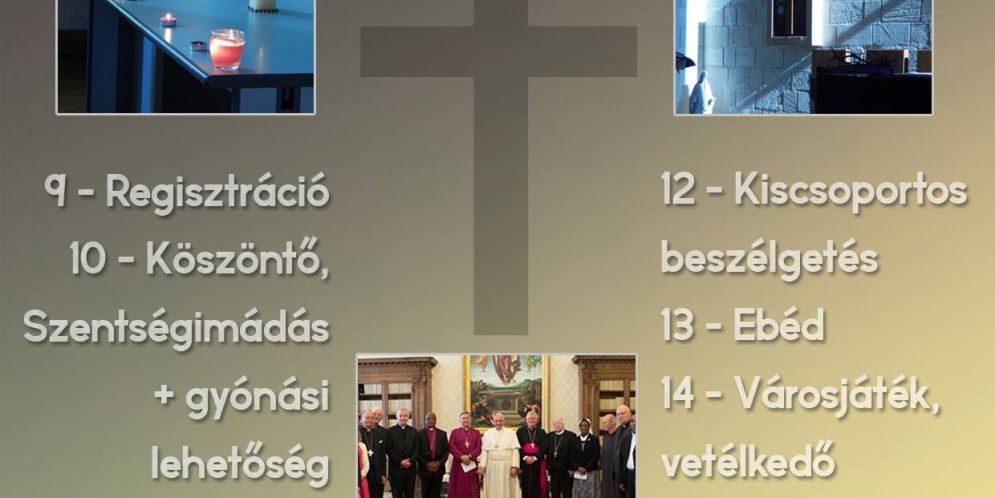 9 - Regisztráció
10 - Köszöntő,
Szentségimádás
+ gyónási
lehetőség
12 - Kiscsoportos
beszélgetés
13 - Ebéd
14 - Városjáték,
vetélkedő